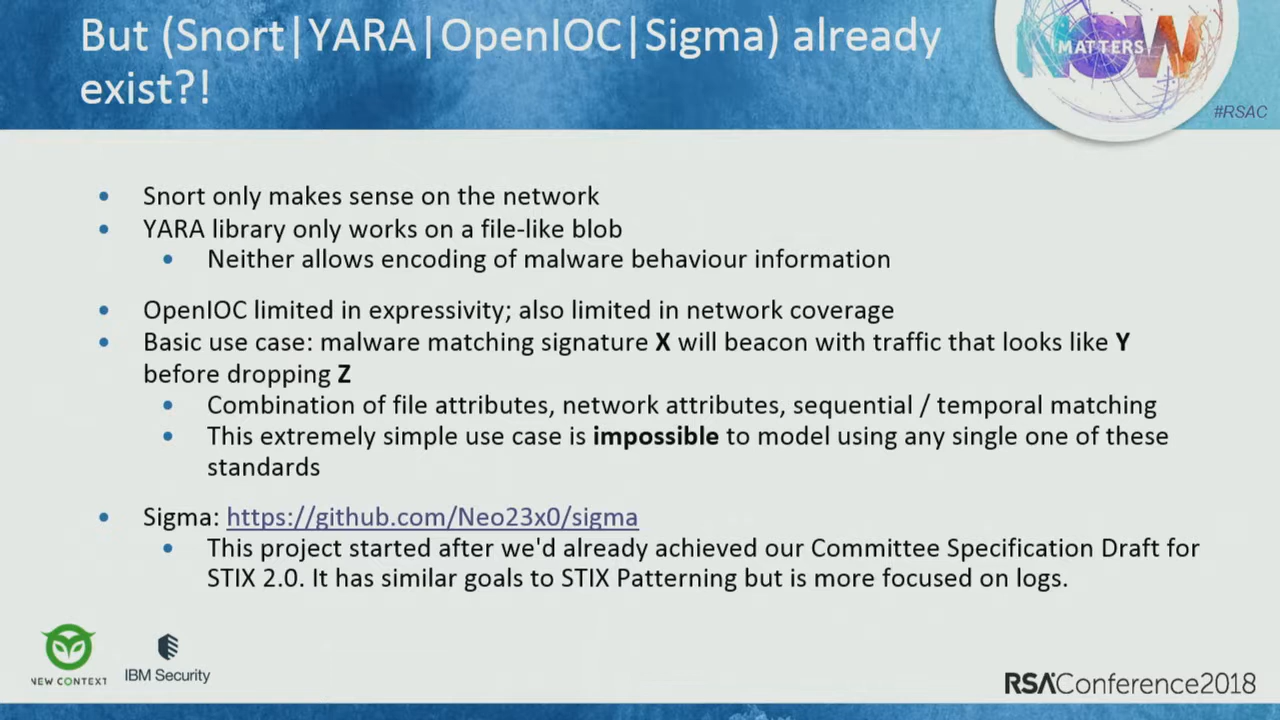 But (Snort|YARA|OpenIOC|Sigma) already
exist?!
MATTERS
NOW
#RSAC
• Snort only makes sense on the network
• YARA library only works on a file-like blob
• Neither allows encoding of malware behaviour information
• OpenIOC limited in expressivity; also limited in network coverage
• Basic use case: malware matching signature X will beacon with traffic that looks like Y
before dropping Z
• Combination of file attributes, network attributes, sequential / temporal matching
• This extremely simple use case is impossible to model using any single one of these
standards
• Sigma: https://github.com/Neo23x0/sigma
• This project started after we'd already achieved our Committee Specification Draft for
STIX 2.0. It has similar goals to STIX Patterning but is more focused on logs.
NEW CONTEXT
IBM Security
RSAConference2018